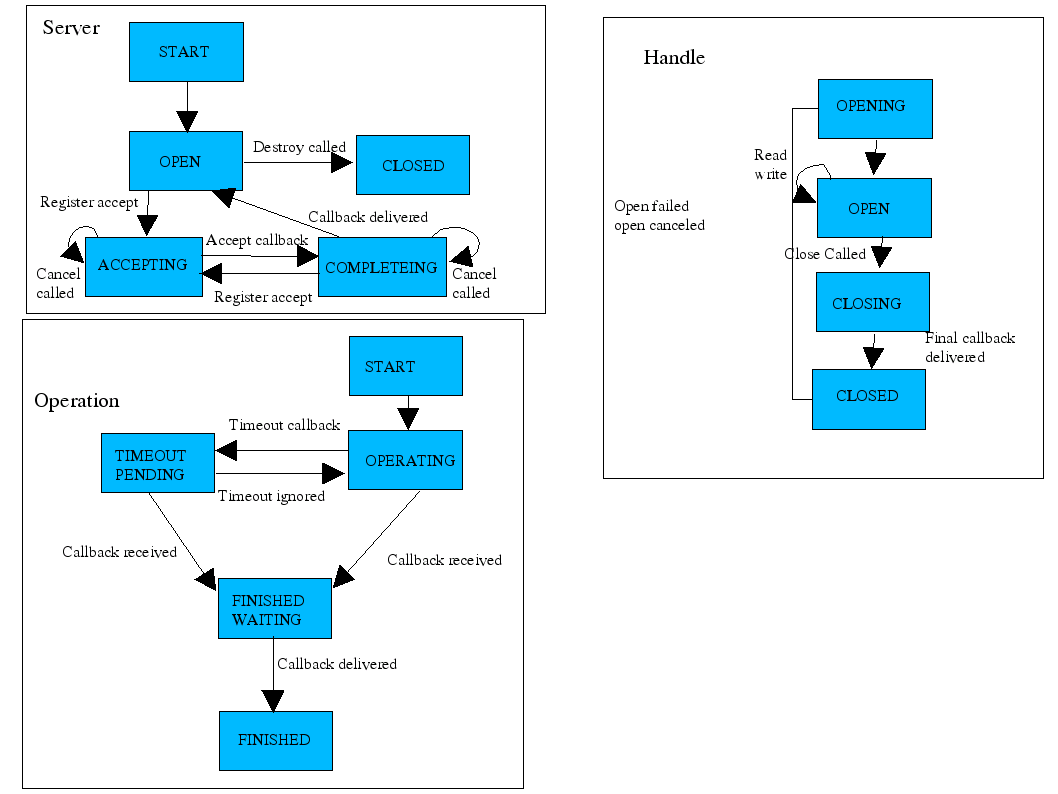 Server
START
OPEN
Destroy called
CLOSED
Register accept
Callback delivered
ACCEPTING
Accept callback
COMPLETEING
Cancel
called
Register accept
Cancel
called
Handle
OPENING
Read
write
OPEN
Open failed
open canceled
Close Called
CLOSING
Final callback
delivered
CLOSED
Operation
START
Timeout callback
TIMEOUT
PENDING
OPERATING
Timeout ignored
Callback received
Callback received
FINISHED
WAITING
Callback delivered
FINISHED